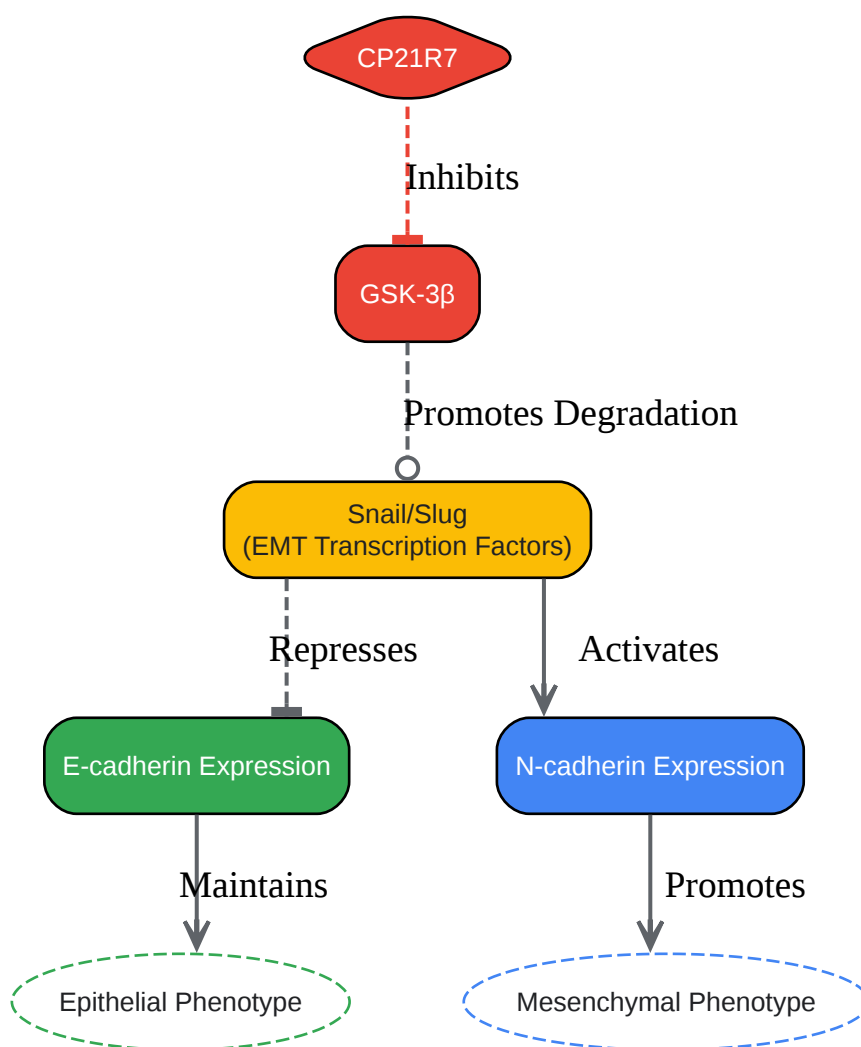 CP21R7
Inhibits
GSK-3β
Promotes Degradation
Snail/Slug
(EMT Transcription Factors)
Represses
Activates
E-cadherin Expression
N-cadherin Expression
Maintains
Promotes
Epithelial Phenotype
Mesenchymal Phenotype